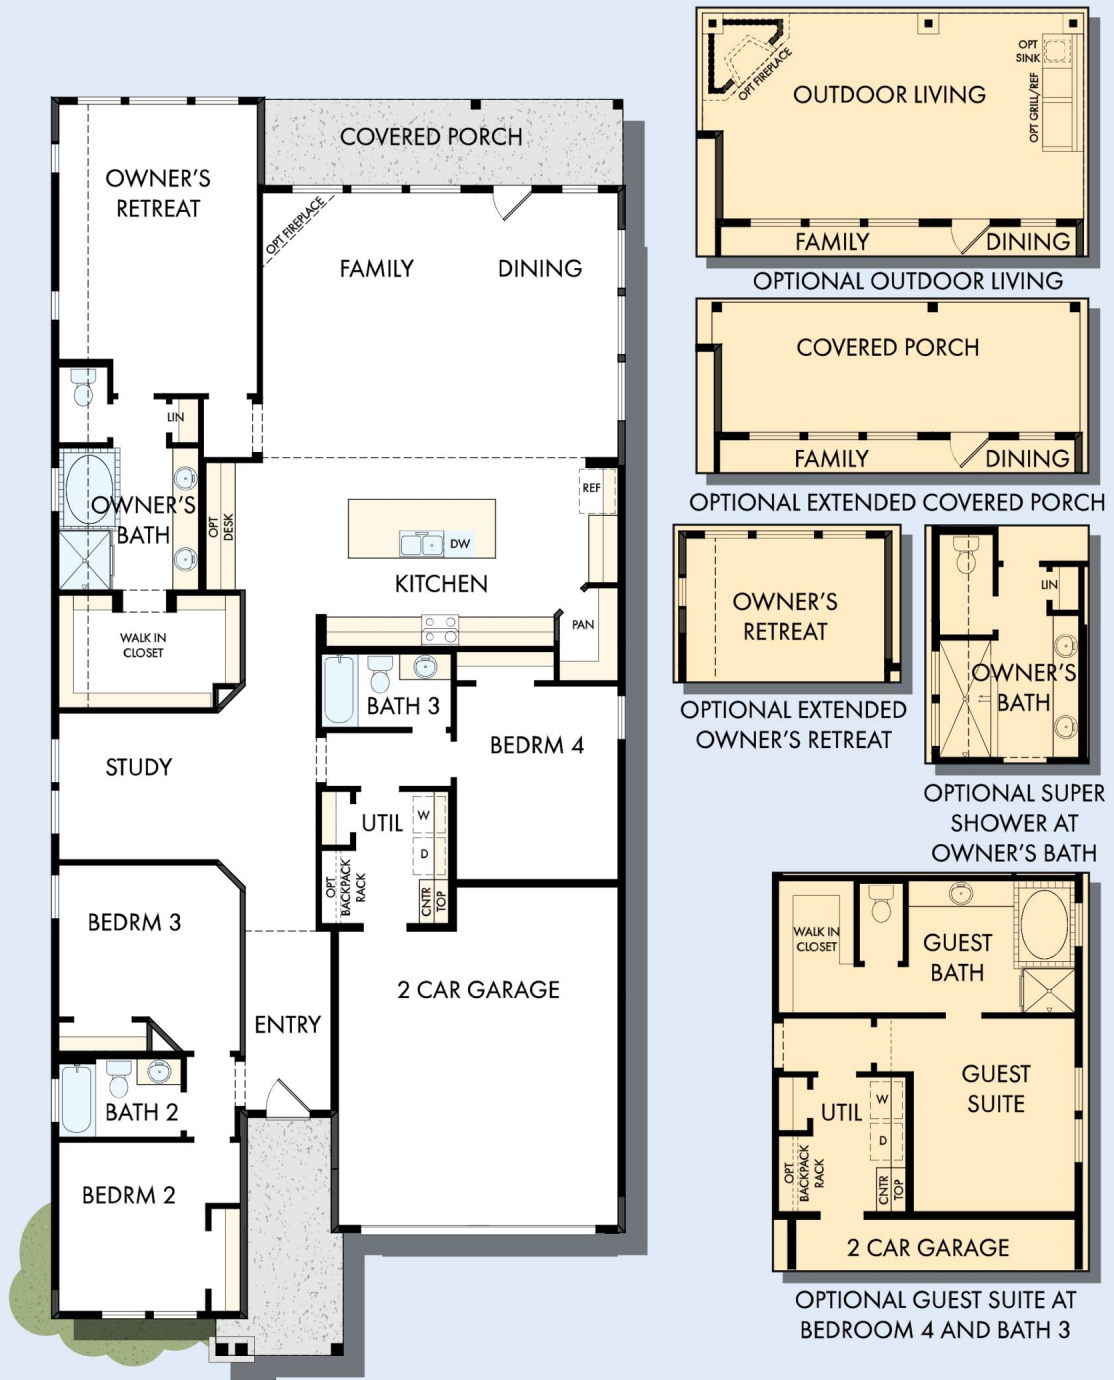 COVERED PORCH
OWNER'S
RETREAT
OPT FIREPLACE
FAMILY
DINING
LIN
OWNER'S
BATH
OPT
DESK
REF
DW
KITCHEN
PAN
WALK IN
CLOSET
BATH 3
BEDRM 4
STUDY
UTIL
W
D
OPT
BACKPACK
RACK
CNTR
TOP
BEDRM 3
2 CAR GARAGE
ENTRY
BATH 2
BEDRM 2
OPT FIREPLACE
OPT
SINK
OPT GRILL/REF
OUTDOOR LIVING
FAMILY
DINING
OPTIONAL OUTDOOR LIVING
COVERED PORCH
FAMILY
DINING
OPTIONAL EXTENDED COVERED PORCH
OWNER'S
RETREAT
OPTIONAL EXTENDED
OWNER'S RETREAT
LIN
OWNER'S
BATH
OPTIONAL SUPER
SHOWER AT
OWNER'S BATH
WALK IN
CLOSET
GUEST
BATH
GUEST
SUITE
UTIL
W
D
OPT
BACKPACK
RACK
CNTR
TOP
2 CAR GARAGE
OPTIONAL GUEST SUITE AT
BEDROOM 4 AND BATH 3